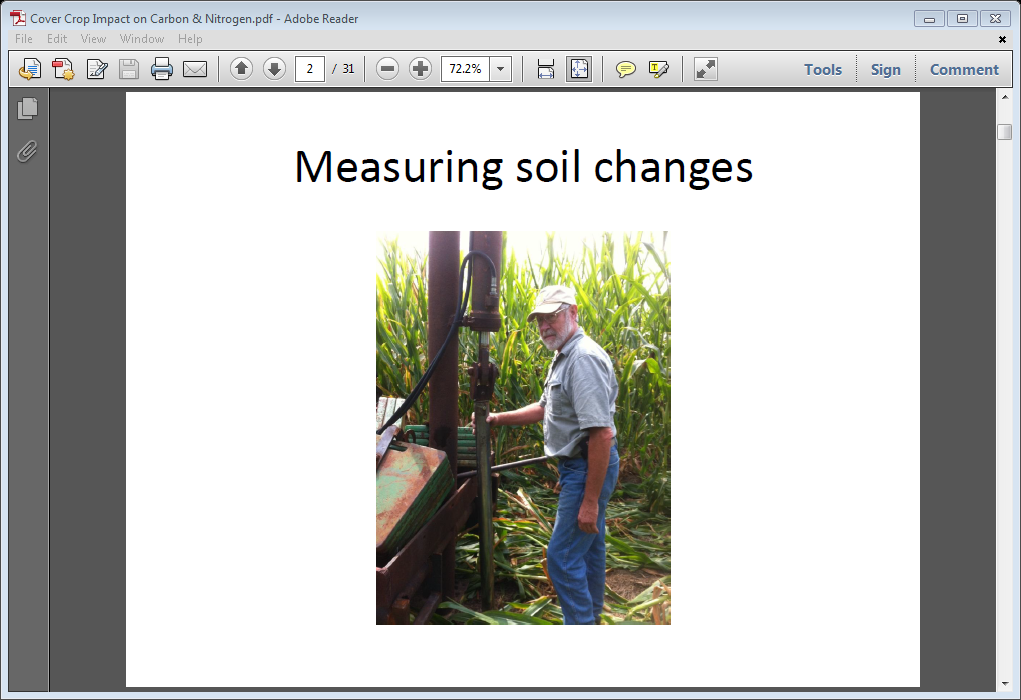 Cover Crop Impact on Carbon & Nitrogen.pdf - Adobe Reader
File Edit View Window Help
2 / 31 72.2% Tools Sign Comment
Measuring soil changes